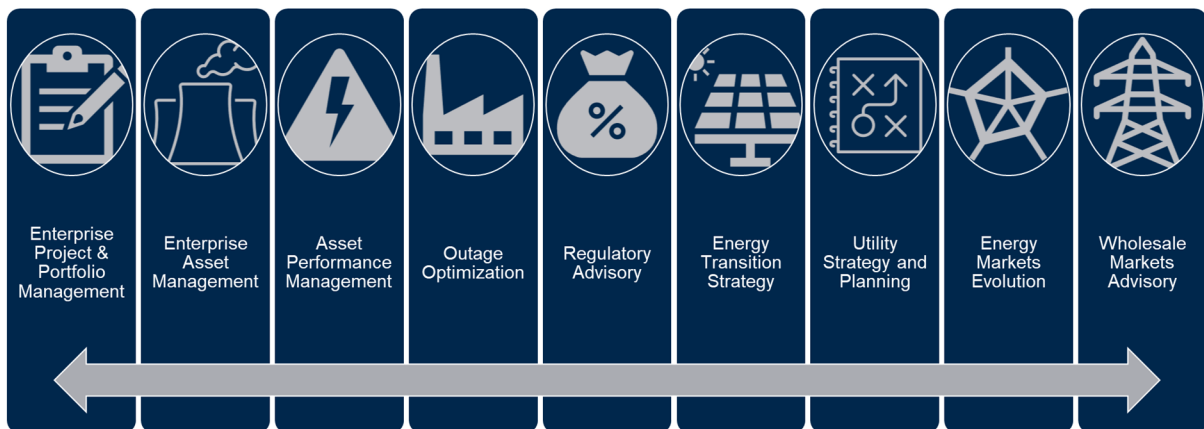 Enterprise
Project &
Portfolio
Management
Enterprise
Asset
Management
Asset
Performance
Management
Outage
Optimization
%
Regulatory
Advisory
Energy
Transition
Strategy
Utility
Strategy and
Planning
Energy
Markets
Evolution
Wholesale
Markets
Advisory